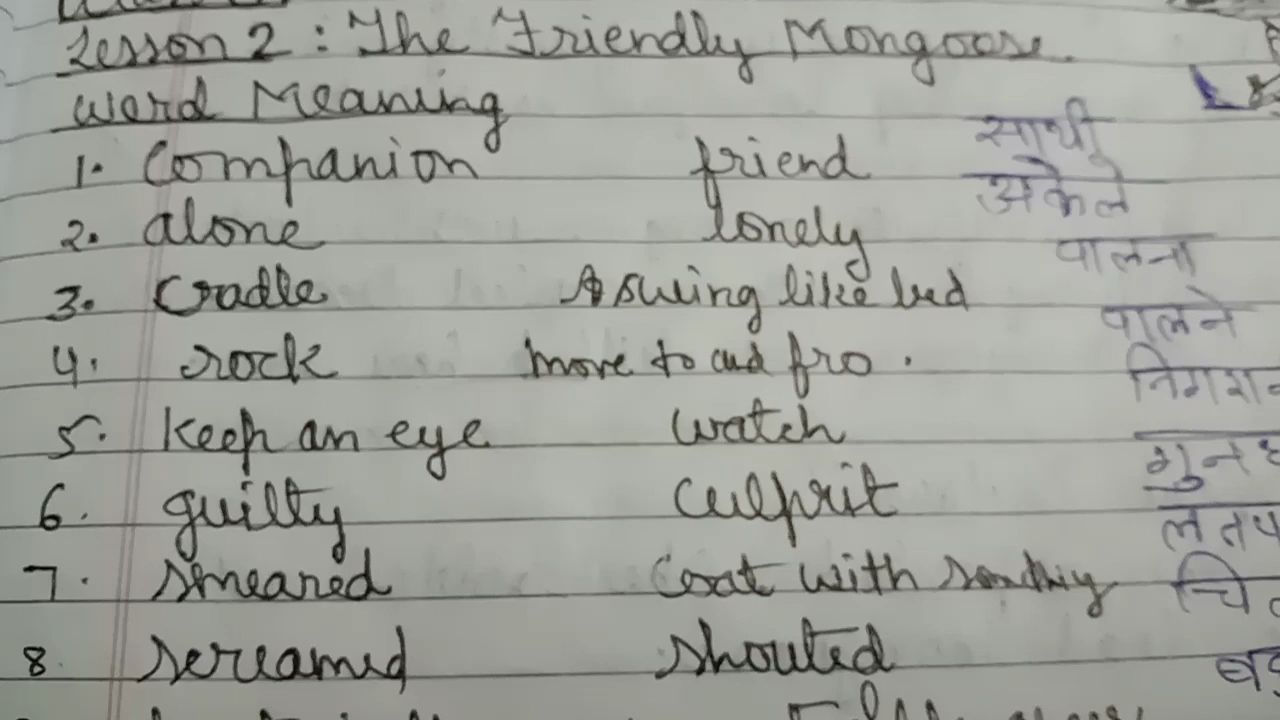 Lesson 2 : The Friendly Mongoose.
Word Meaning
1. Companion friend साथी
2. alone lonely अकेले
3. Cradle A swing like bed पालना
4. rock move to and fro. पालने
5. Keep an eye watch
6. guilty culprit
7. smeared Coat with
8. screamed shouted